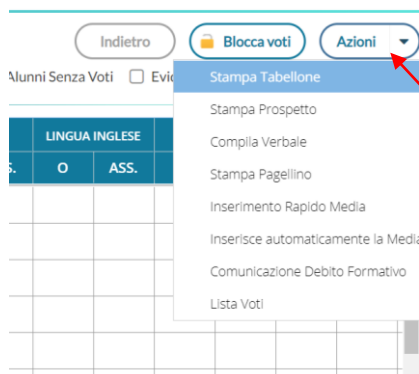 Indietro
Blocca voti
Azioni
Alunni Senza Voti
Stampa Tabellone
Stampa Prospetto
LINGUA INGLESE
Compila Verbale
O ASS.
Stampa Pagellino
Inserimento Rapido Media
Inserisce automaticamente la Media
Comunicazione Debito Formativo
Lista Voti